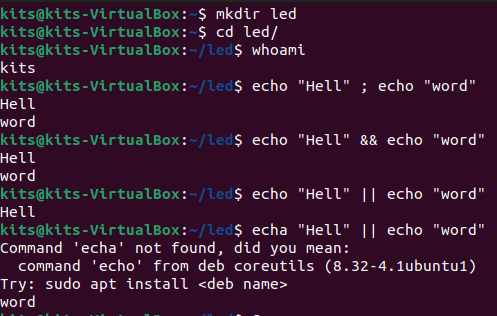 kits@kits-VirtualBox:~$ mkdir led
kits@kits-VirtualBox:~$ cd led/
kits@kits-VirtualBox:~/led$ whoami
kits
kits@kits-VirtualBox:~/led$ echo "Hell" ; echo "word"
Hell
word
kits@kits-VirtualBox:~/led$ echo "Hell" && echo "word"
Hell
word
kits@kits-VirtualBox:~/led$ echo "Hell" || echo "word"
Hell
kits@kits-VirtualBox:~/led$ echa "Hell" || echo "word"
Command 'echa' not found, did you mean:
  command 'echo' from deb coreutils (8.32-4.1ubuntu1)
Try: sudo apt install <deb name>
word